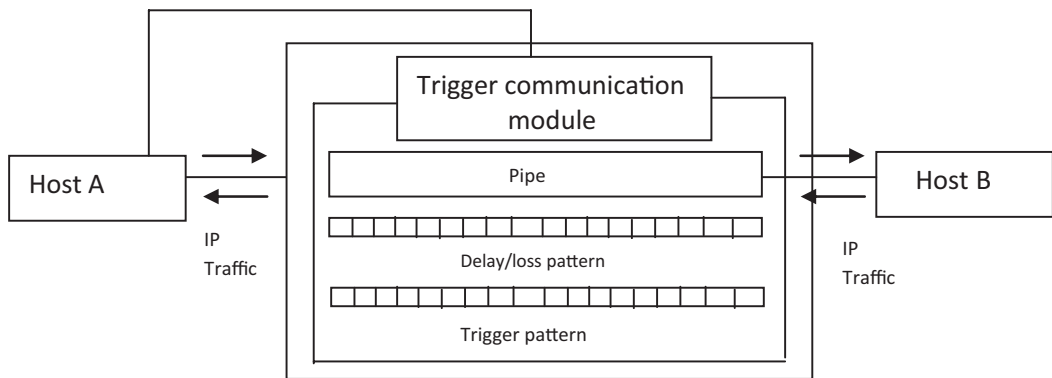 Trigger communication
module
Host A
Pipe
Host B
IP
Traffic
Delay/loss pattern
IP
Traffic
Trigger pattern